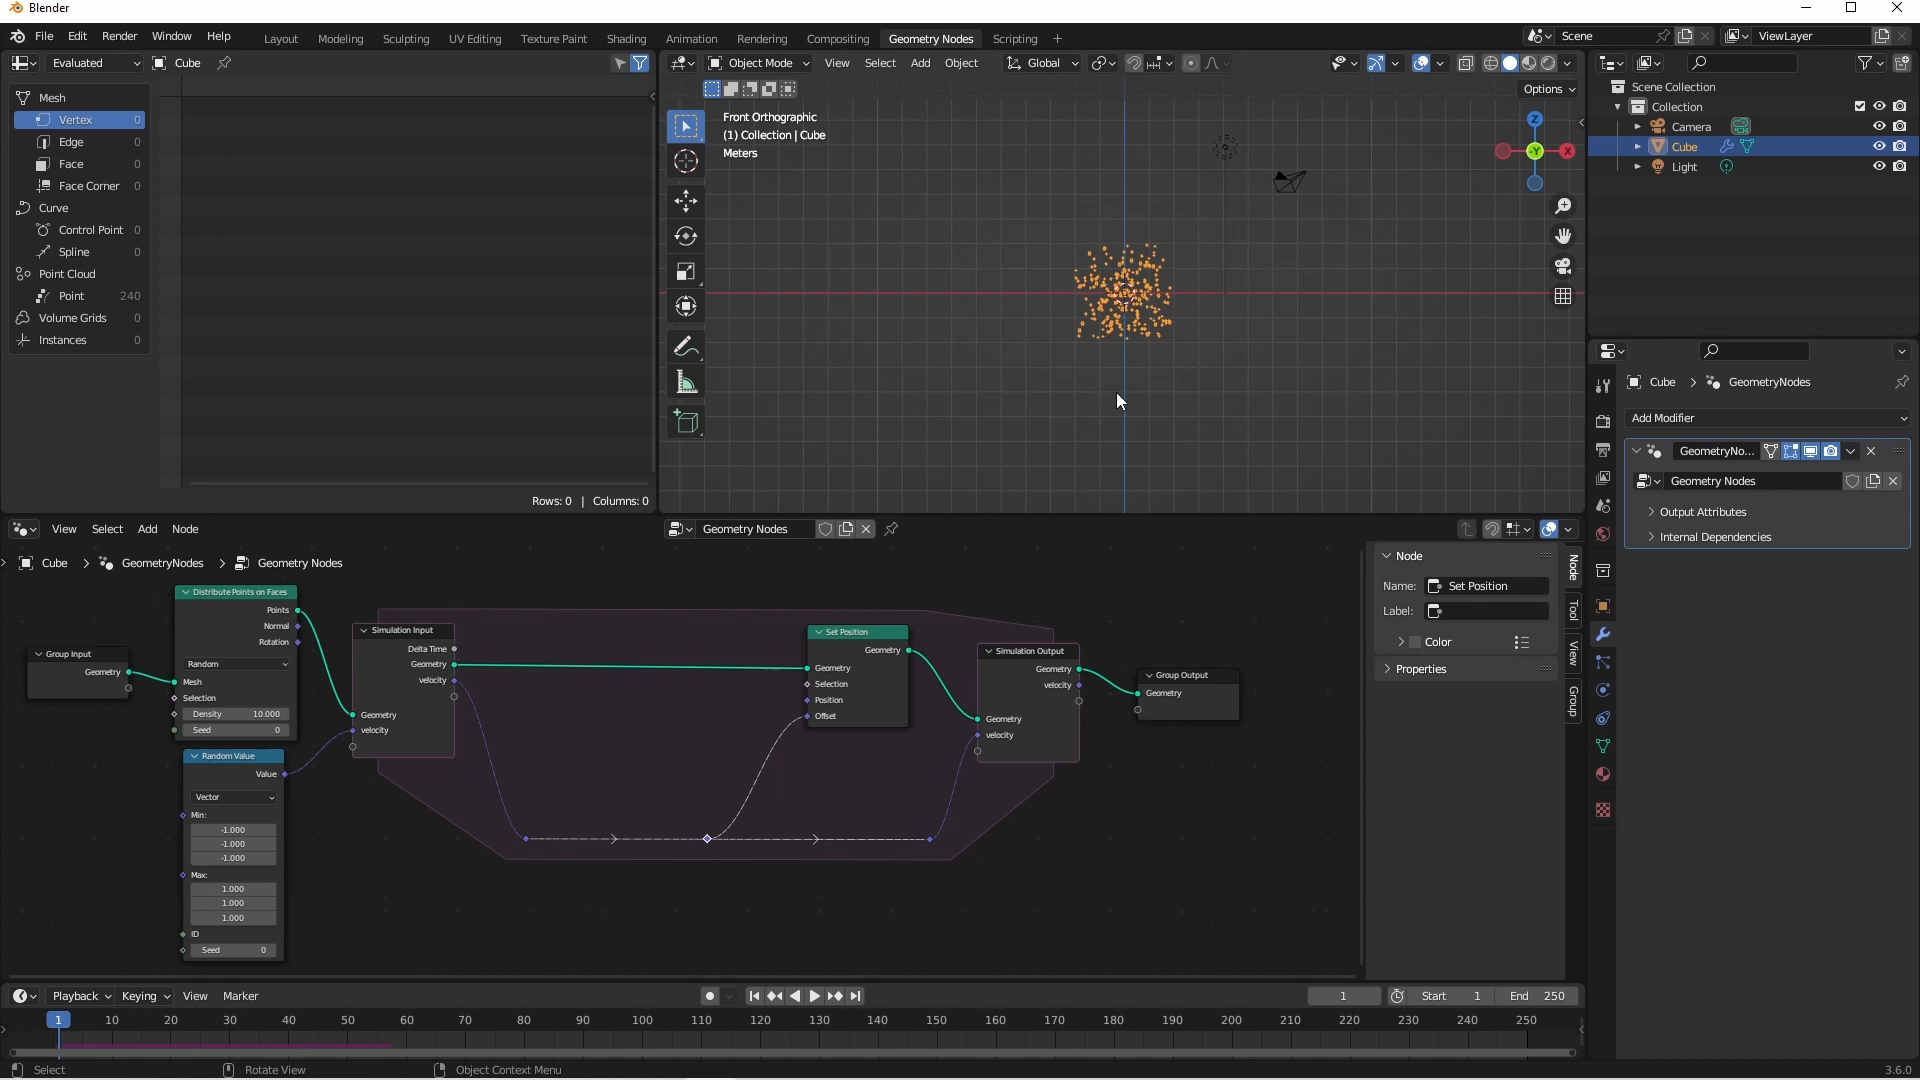 Blender
File Edit Render Window Help
Layout Modeling Sculpting UV Editing Texture Paint Shading Animation Rendering Compositing Geometry Nodes Scripting +
Scene
ViewLayer
Evaluated
Cube
Mesh
Vertex 0
Edge 0
Face 0
Face Corner 0
Curve
Control Point 0
Spline 0
Point Cloud
Point 240
Volume Grids 0
Instances 0
Rows: 0 | Columns: 0
Object Mode View Select Add Object Global
Options
Front Orthographic
(1) Collection | Cube
Meters
Z
-Y
X
Scene Collection
Collection
Camera
Cube
Light
Cube > GeometryNodes
Add Modifier
GeometryNo...
Geometry Nodes
> Output Attributes
> Internal Dependencies
View Select Add Node
Geometry Nodes
Cube > GeometryNodes > Geometry Nodes
Group Input
Geometry
Distribute Points on Faces
Points
Normal
Rotation
Random
Mesh
Selection
Density 10.000
Seed 0
Random Value
Value
Vector
Min:
-1.000
-1.000
-1.000
Max:
1.000
1.000
1.000
ID
Seed 0
Simulation Input
Delta Time
Geometry
velocity
Geometry
velocity
Set Position
Geometry
Geometry
Selection
Position
Offset
Simulation Output
Geometry
velocity
Geometry
velocity
Group Output
Geometry
Node
Name: Set Position
Label:
Color
Properties
Node
Tool
View
Group
Playback Keying View Marker
1
Start 1
End 250
1 10 20 30 40 50 60 70 80 90 100 110 120 130 140 150 160 170 180 190 200 210 220 230 240 250
Select
Rotate View
Object Context Menu
3.6.0